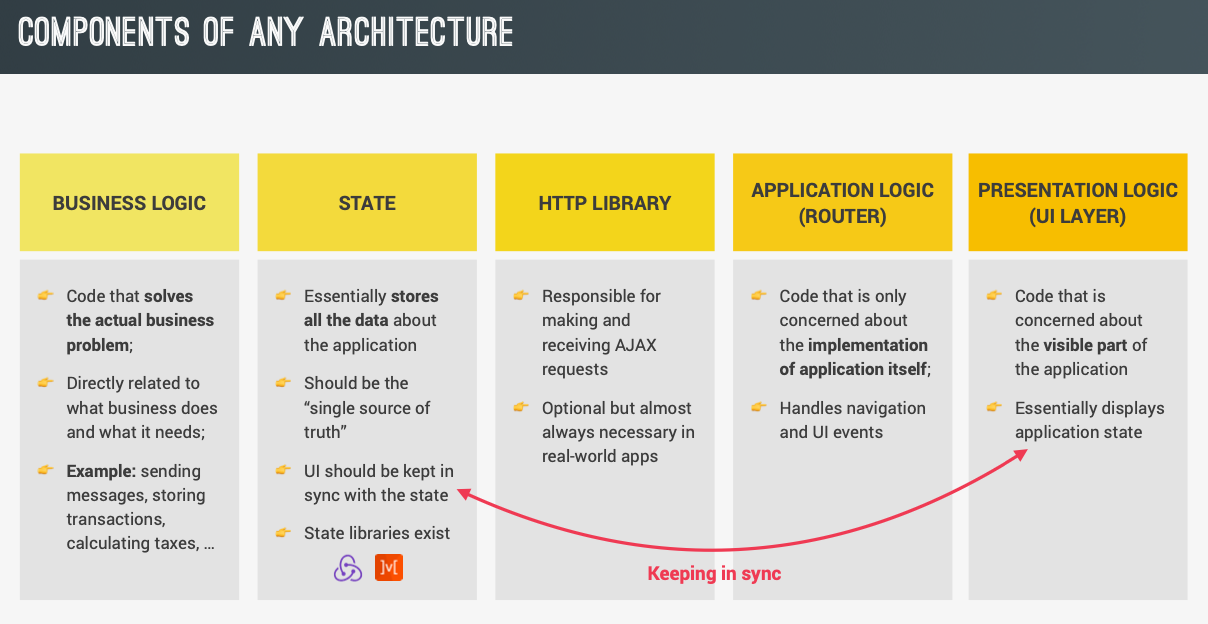 COMPONENTS OF ANY ARCHITECTURE
BUSINESS LOGIC
Code that solves
the actual business
problem;
Directly related to
what business does
and what it needs;
Example: sending
messages, storing
transactions,
calculating taxes, …
STATE
Essentially stores
all the data about
the application
Should be the
“single source of
truth”
UI should be kept in
sync with the state
State libraries exist
]v[
HTTP LIBRARY
Responsible for
making and
receiving AJAX
requests
Optional but almost
always necessary in
real-world apps
APPLICATION LOGIC
(ROUTER)
Code that is only
concerned about
the implementation
of application itself;
Handles navigation
and UI events
PRESENTATION LOGIC
(UI LAYER)
Code that is
concerned about
the visible part of
the application
Essentially displays
application state
Keeping in sync